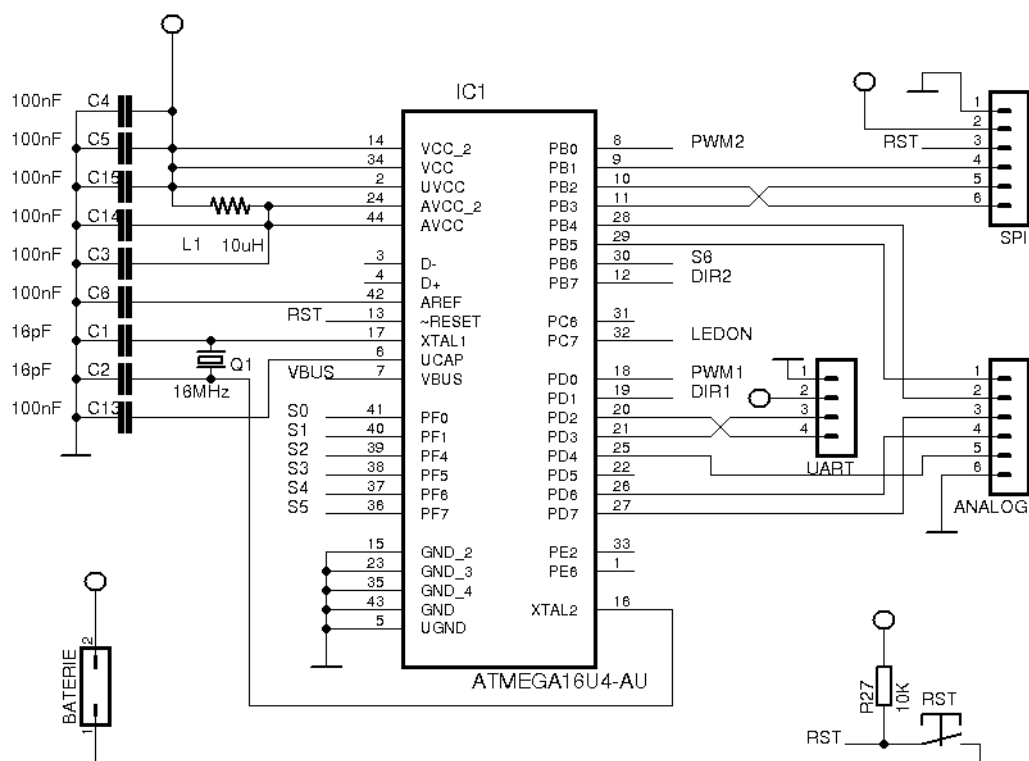 IC1
100nF C4
100nF C5
100nF C15
100nF C14
100nF C3
100nF C6
16pF C1
16pF C2
100nF C13
L1 10uH
Q1
16MHz
RST
VBUS
S0
S1
S2
S3
S4
S5
14 VCC_2
34 VCC
2 UVCC
24 AVCC_2
44 AVCC
3 D-
4 D+
42 AREF
13 ~RESET
17 XTAL1
6 UCAP
7 VBUS
41 PF0
40 PF1
39 PF4
38 PF5
37 PF6
36 PF7
15 GND_2
23 GND_3
35 GND_4
43 GND
5 UGND
PB0 8 PWM2
PB1 9
PB2 10
PB3 11
PB4 28
PB5 29
PB6 30 S6
PB7 12 DIR2
PC6 31
PC7 32 LEDON
PD0 18 PWM1
PD1 19 DIR1
PD2 20
PD3 21
PD4 25
PD5 22
PD6 26
PD7 27
PE2 33
PE6 1
XTAL2 16
ATMEGA16U4-AU
1
2
RST 3
4
5
6
SPI
1
2
3
4
UART
1
2
3
4
5
6
ANALOG
2
BATERIE
1
R27
10K
RST
RST